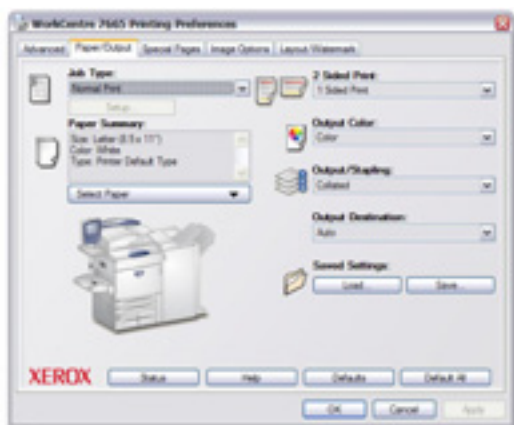 WorkCentre 7665 Printing Preferences
Advanced Paper/Output Special Pages Image Options Layout/Watermark
Job Type:
Normal Print
Setup...
Paper Summary:
Size: Letter (8.5 x 11")
Color: White
Type: Printer Default Type
Select Paper
2 Sided Print:
1 Sided Print
Output Color:
Color
Output/Stapling:
Collated
Output Destination:
Auto
Saved Settings:
Load... Save...
XEROX Status Help Defaults Default All
OK Cancel Apply